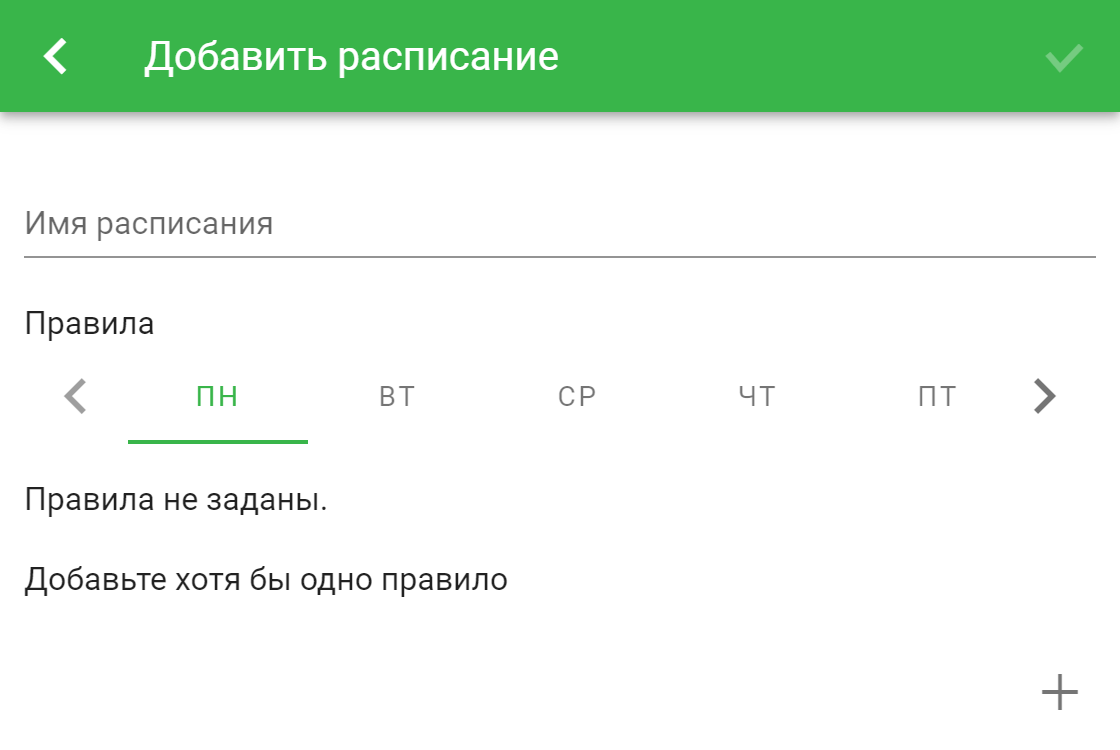 Добавить расписание
Имя расписания
Правила
ПН ВТ СР ЧТ ПТ
Правила не заданы.
Добавьте хотя бы одно правило